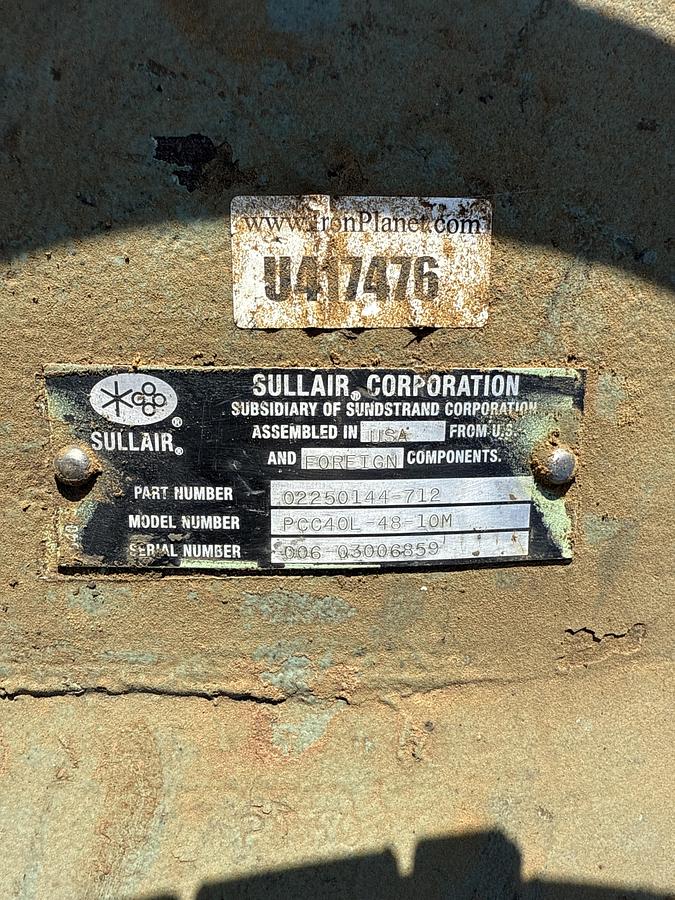 www.IronPlanet.com
U417476
SULLAIR® CORPORATION
SUBSIDIARY OF SUNDSTRAND CORPORATION
ASSEMBLED IN USA FROM U.S.
AND FOREIGN COMPONENTS.
SULLAIR®
PART NUMBER 02250144-712
MODEL NUMBER PCC40L-48-10M
SERIAL NUMBER 006-Q3006859